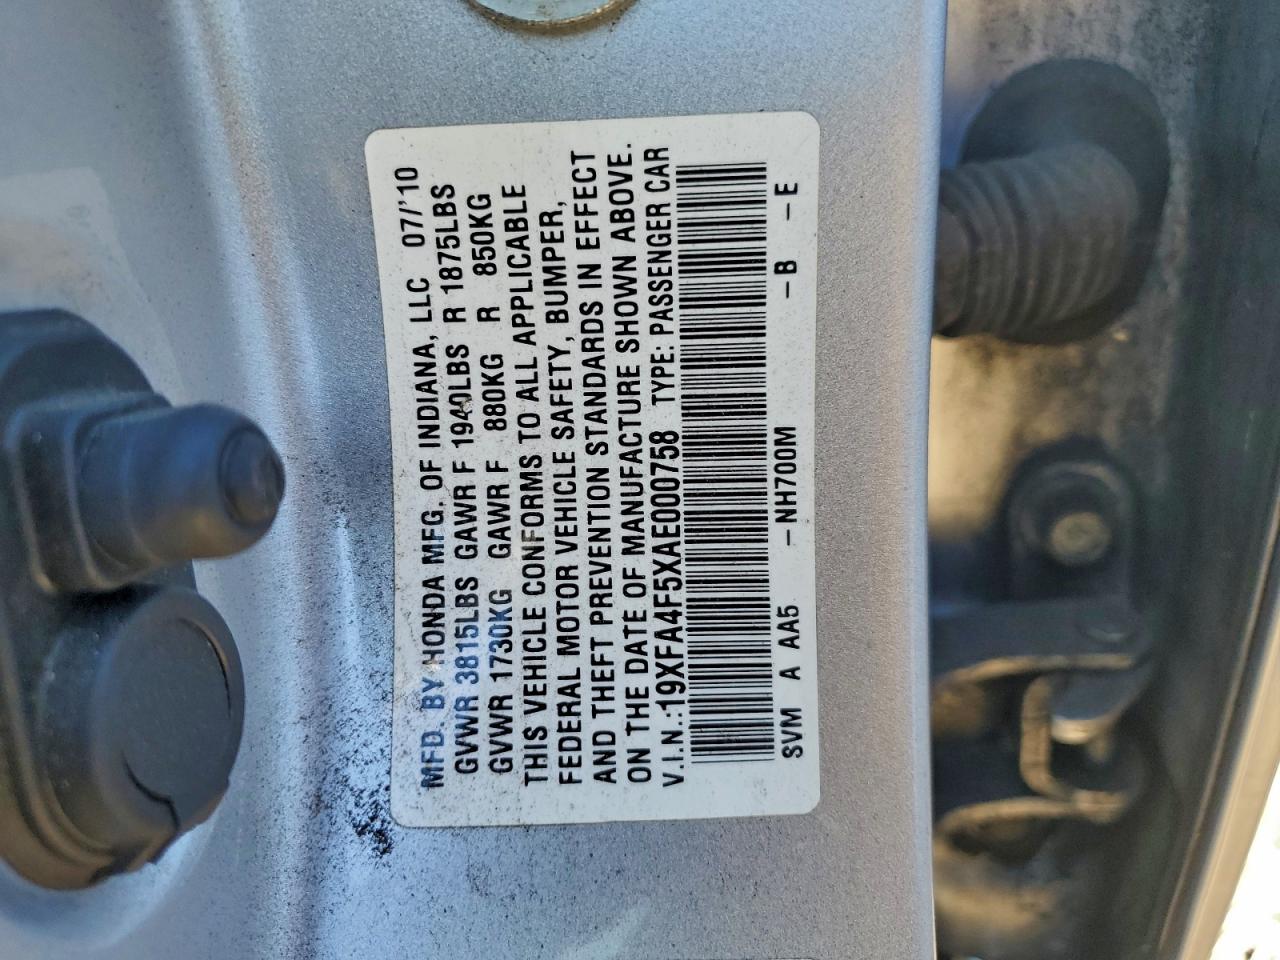 MFD. BY HONDA MFG. OF INDIANA, LLC 07/'10
GVWR 3815LBS GAWR F 1940LBS R 1875LBS
GVWR 1730KG GAWR F 880KG R 850KG
THIS VEHICLE CONFORMS TO ALL APPLICABLE
FEDERAL MOTOR VEHICLE SAFETY, BUMPER,
AND THEFT PREVENTION STANDARDS IN EFFECT
ON THE DATE OF MANUFACTURE SHOWN ABOVE.
V.I.N.:19XFA4F5XAE000758 TYPE: PASSENGER CAR
SVM A AA5 -NH700M -B -E